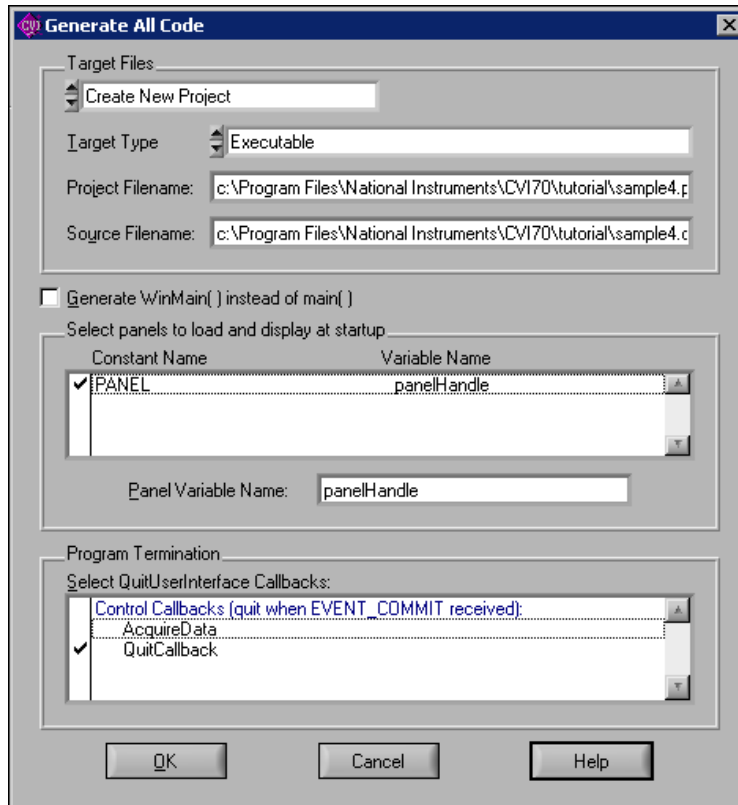 CVI Generate All Code
Target Files
Create New Project
Target Type Executable
Project Filename: c:\Program Files\National Instruments\CVI70\tutorial\sample4.p
Source Filename: c:\Program Files\National Instruments\CVI70\tutorial\sample4.c
Generate WinMain( ) instead of main( )
Select panels to load and display at startup
Constant Name Variable Name
PANEL panelHandle
Panel Variable Name: panelHandle
Program Termination
Select QuitUserInterface Callbacks:
Control Callbacks (quit when EVENT_COMMIT received):
AcquireData
QuitCallback
OK Cancel Help